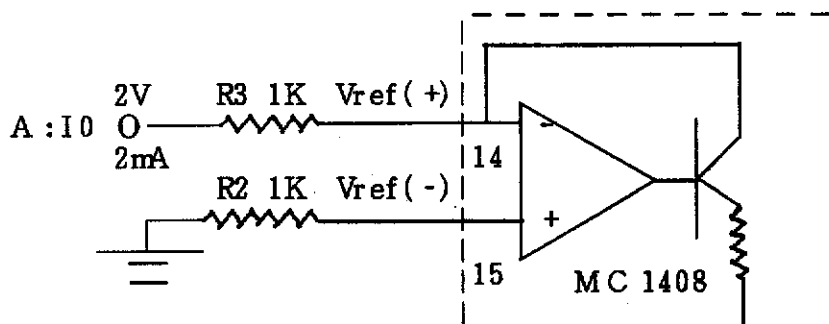 2V R3 1K Vref(+)
A:I0
2mA
14
R2 1K Vref(-)
15
MC 1408
- 
+